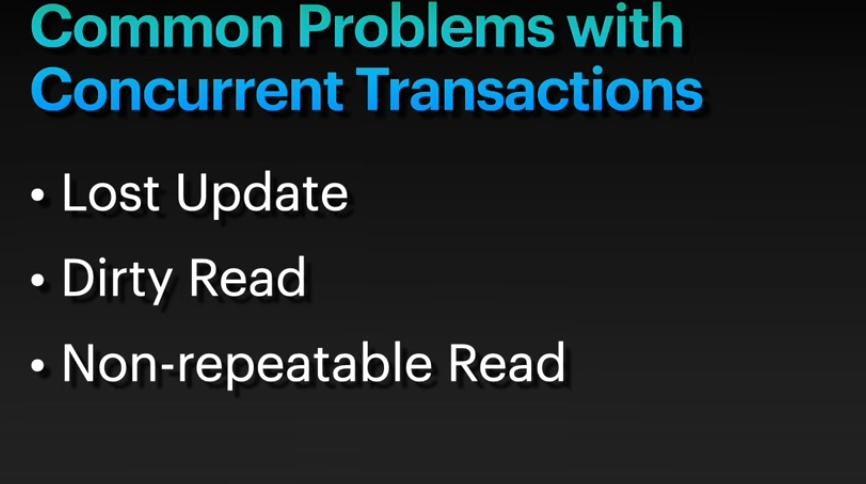 Common Problems with
Concurrent Transactions
• Lost Update
• Dirty Read
• Non-repeatable Read